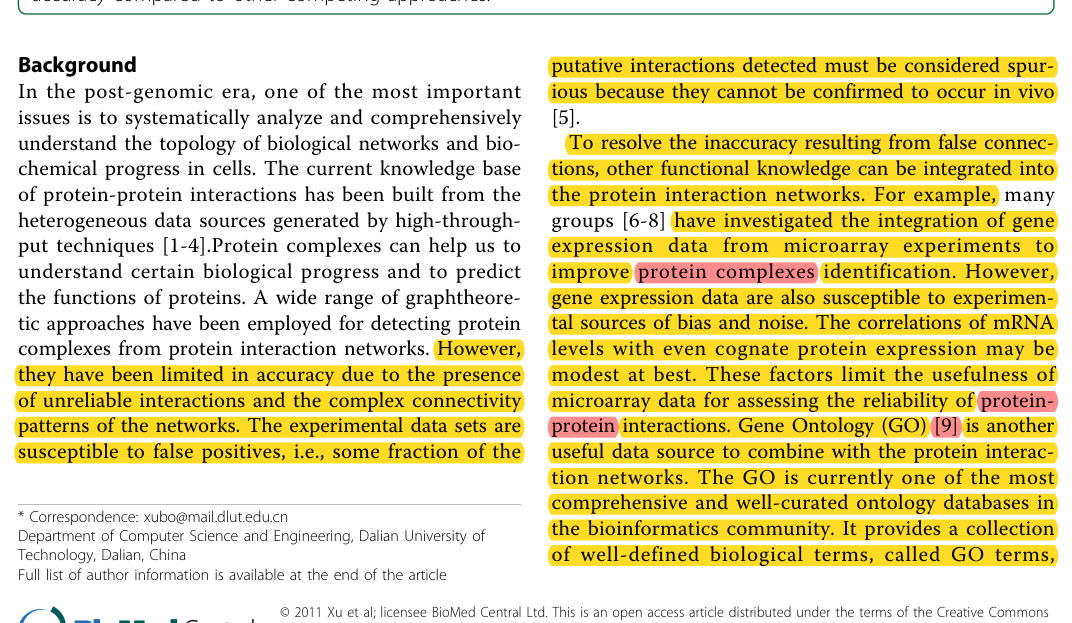 accuracy compared to other competing approaches.
Background
In the post-genomic era, one of the most important
issues is to systematically analyze and comprehensively
understand the topology of biological networks and bio-
chemical progress in cells. The current knowledge base
of protein-protein interactions has been built from the
heterogeneous data sources generated by high-through-
put techniques [1-4].Protein complexes can help us to
understand certain biological progress and to predict
the functions of proteins. A wide range of graphtheore-
tic approaches have been employed for detecting protein
complexes from protein interaction networks. However,
they have been limited in accuracy due to the presence
of unreliable interactions and the complex connectivity
patterns of the networks. The experimental data sets are
susceptible to false positives, i.e., some fraction of the
putative interactions detected must be considered spur-
ious because they cannot be confirmed to occur in vivo
[5].
To resolve the inaccuracy resulting from false connec-
tions, other functional knowledge can be integrated into
the protein interaction networks. For example, many
groups [6-8] have investigated the integration of gene
expression data from microarray experiments to
improve protein complexes identification. However,
gene expression data are also susceptible to experimen-
tal sources of bias and noise. The correlations of mRNA
levels with even cognate protein expression may be
modest at best. These factors limit the usefulness of
microarray data for assessing the reliability of protein-
protein interactions. Gene Ontology (GO) [9] is another
useful data source to combine with the protein interac-
tion networks. The GO is currently one of the most
comprehensive and well-curated ontology databases in
the bioinformatics community. It provides a collection
of well-defined biological terms, called GO terms,
* Correspondence: xubo@mail.dlut.edu.cn
Department of Computer Science and Engineering, Dalian University of
Technology, Dalian, China
Full list of author information is available at the end of the article
BioMed Central
© 2011 Xu et al; licensee BioMed Central Ltd. This is an open access article distributed under the terms of the Creative Commons